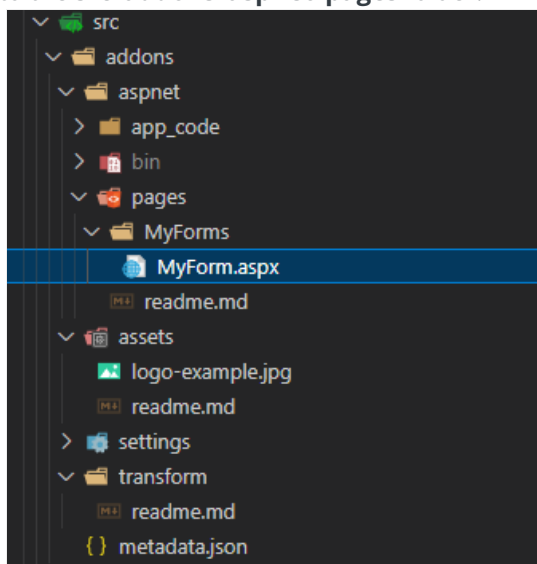 src
addons
aspnet
app_code
bin
pages
MyForms
MyForm.aspx
readme.md
assets
logo-example.jpg
readme.md
settings
transform
readme.md
{ } metadata.json